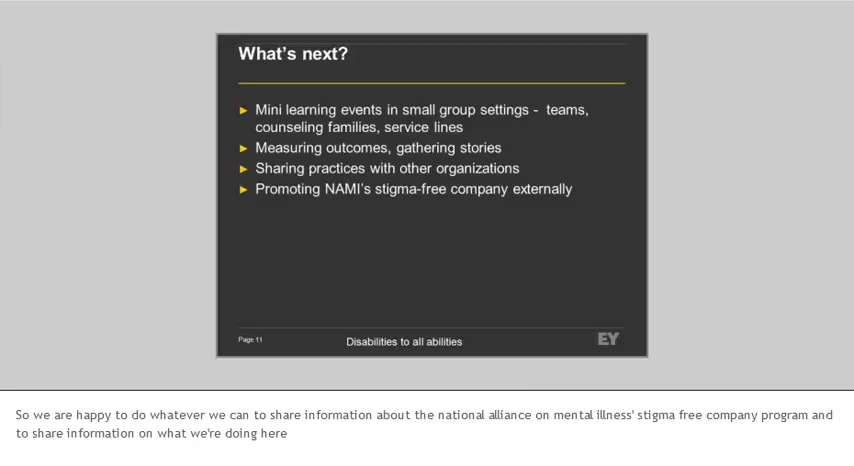 What's next?
► Mini learning events in small group settings - teams,
counseling families, service lines
► Measuring outcomes, gathering stories
► Sharing practices with other organizations
► Promoting NAMI's stigma-free company externally
Page 11
Disabilities to all abilities
EY
So we are happy to do whatever we can to share information about the national alliance on mental illness' stigma free company program and
to share information on what we're doing here